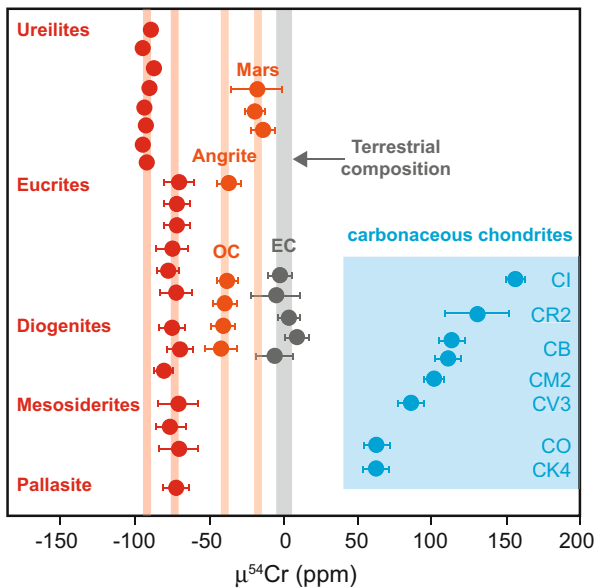 Ureilites
Mars
Terrestrial
composition
Angrite
Eucrites
carbonaceous chondrites
OC
EC
CI
CR2
Diogenites
CB
CM2
Mesosiderites
CV3
CO
CK4
Pallasite
-150 -100 -50 0 50 100 150 200
μ⁵⁴Cr (ppm)